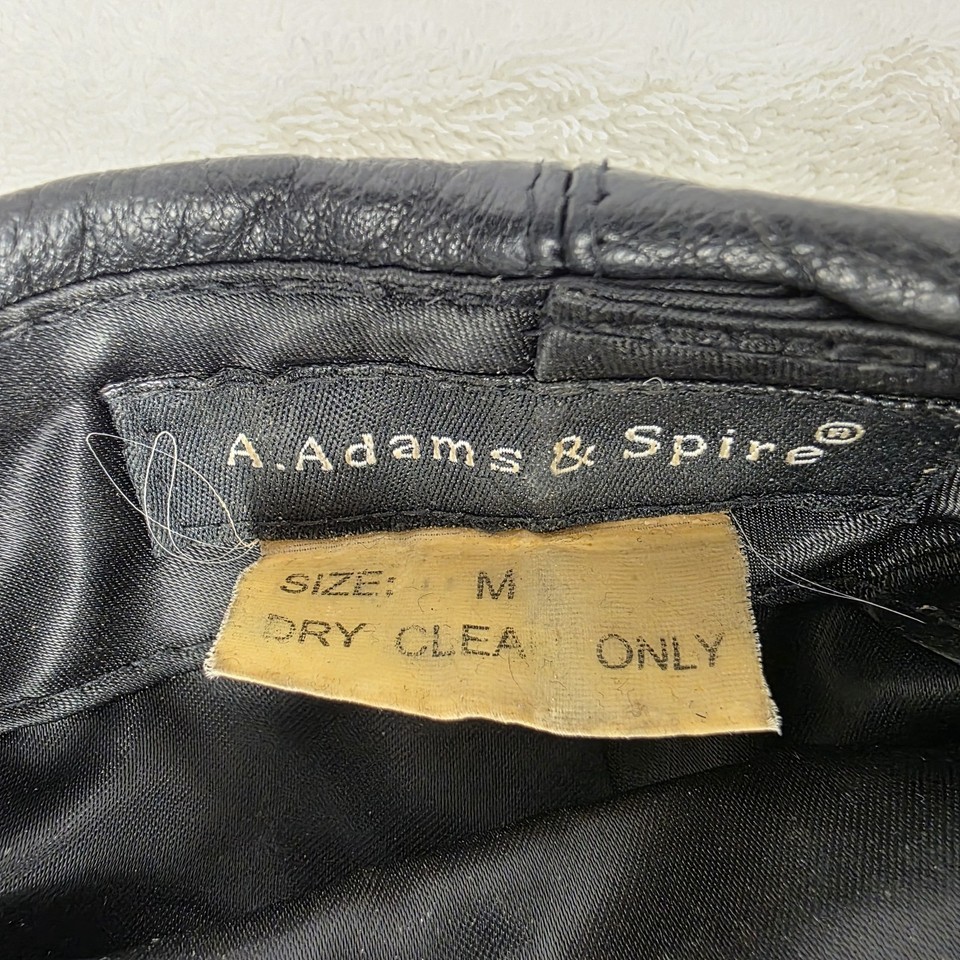 A.Adams & Spire®
SIZE: M
DRY CLEA ONLY